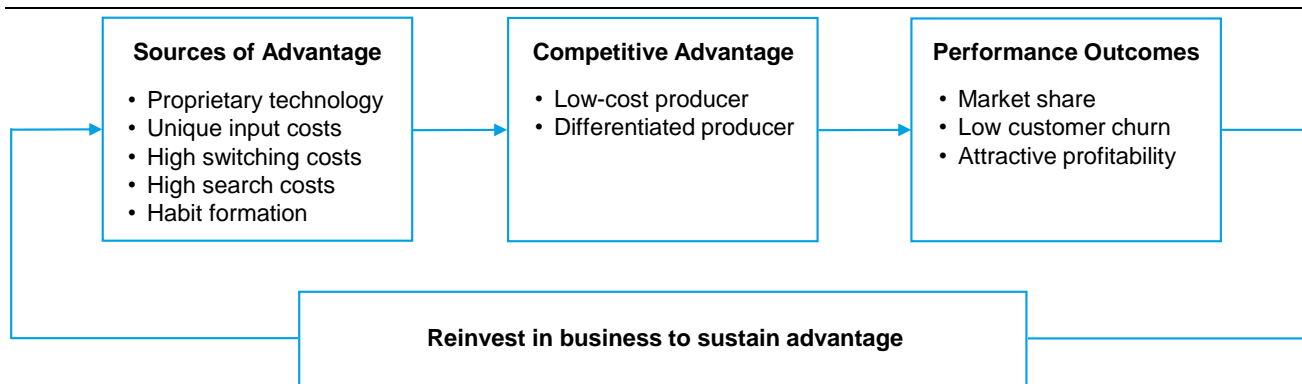 Sources of Advantage
• Proprietary technology
• Unique input costs
• High switching costs
• High search costs
• Habit formation
Competitive Advantage
• Low-cost producer
• Differentiated producer
Performance Outcomes
• Market share
• Low customer churn
• Attractive profitability
Reinvest in business to sustain advantage